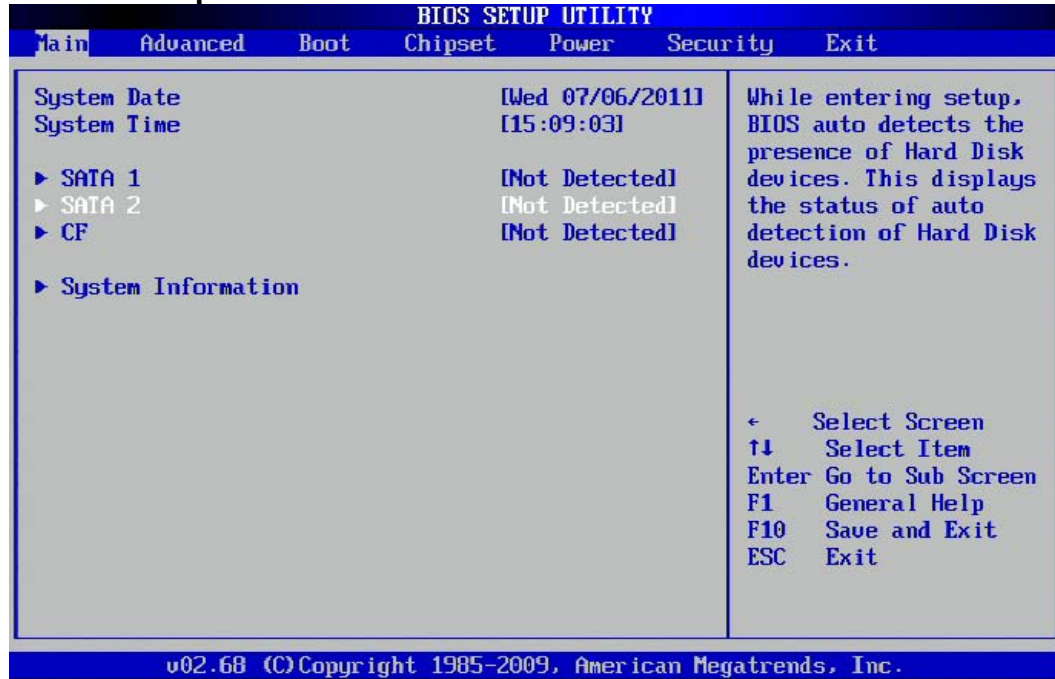 BIOS SETUP UTILITY
Main Advanced Boot Chipset Power Security Exit
System Date [Wed 07/06/2011]
System Time [15:09:03]
► SATA 1 [Not Detected]
► SATA 2 [Not Detected]
► CF [Not Detected]
► System Information
While entering setup,
BIOS auto detects the
presence of Hard Disk
devices. This displays
the status of auto
detection of Hard Disk
devices.
← Select Screen
↑↓ Select Item
Enter Go to Sub Screen
F1 General Help
F10 Save and Exit
ESC Exit
v02.68 (C)Copyright 1985-2009, American Megatrends, Inc.